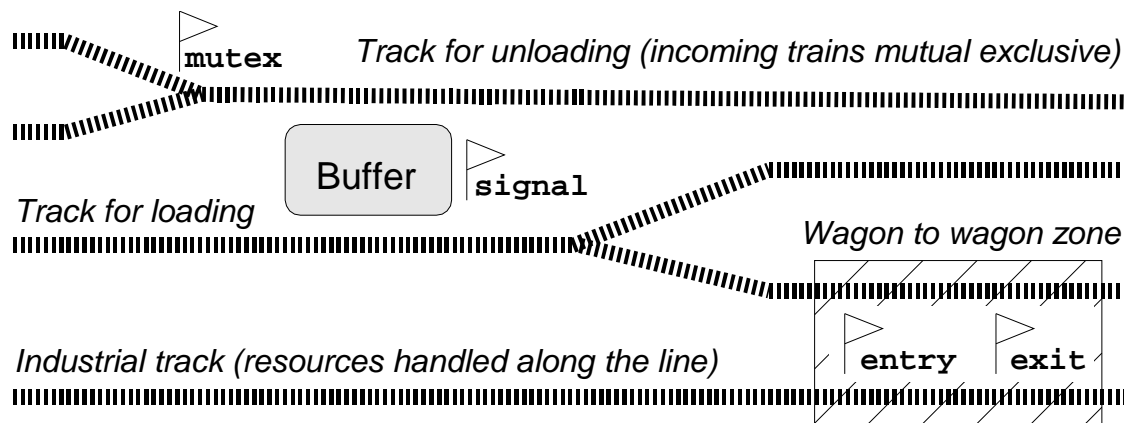 mutex
Track for unloading (incoming trains mutual exclusive)
Buffer
signal
Track for loading
Wagon to wagon zone
Industrial track (resources handled along the line)
entry
exit